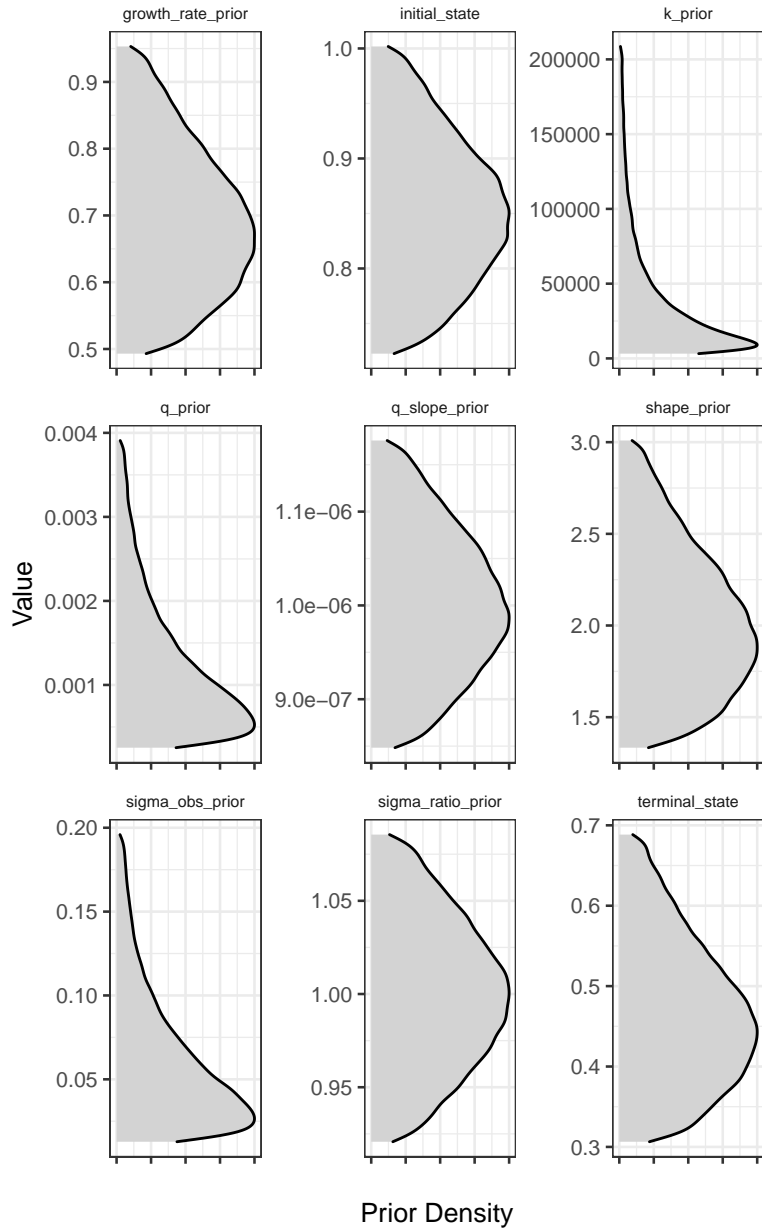 growth_rate_prior
initial_state
k_prior
0.9
0.8
0.7
0.6
0.5
1.0
0.9
0.8
200000
150000
100000
50000
0
q_prior
q_slope_prior
shape_prior
0.004
0.003
0.002
0.001
1.1e−06
1.0e−06
9.0e−07
3.0
2.5
2.0
1.5
sigma_obs_prior
sigma_ratio_prior
terminal_state
0.20
0.15
0.10
0.05
1.05
1.00
0.95
0.7
0.6
0.5
0.4
0.3
Value
Prior Density